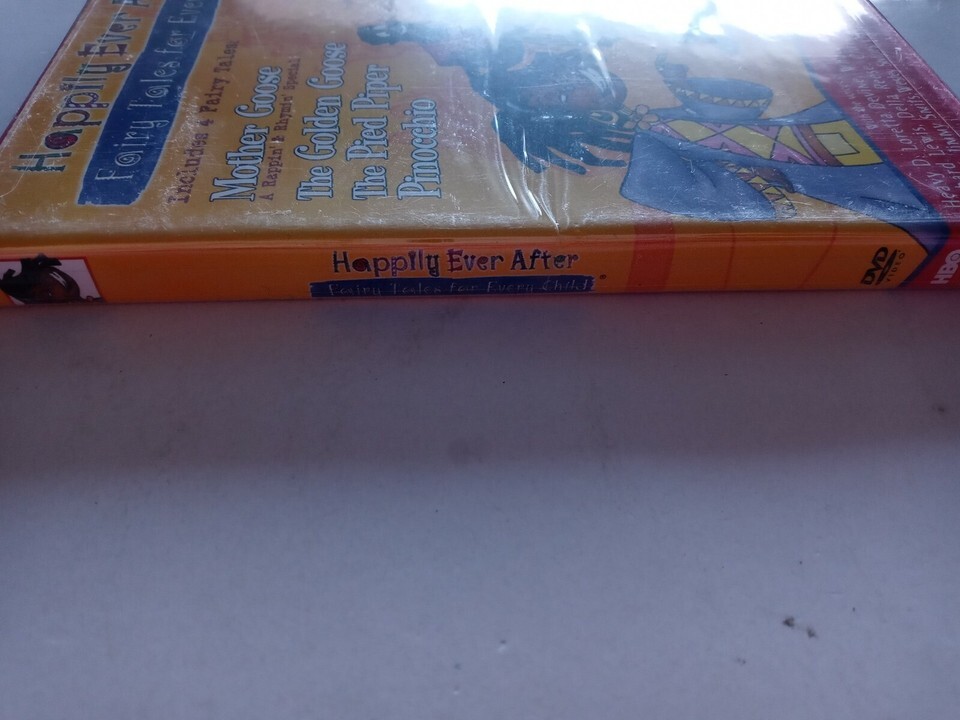 Happily Ever
Fairy Tales for Every
Includes 4 Fairy Tales:
Mother Goose
A Rappin' & Rhymin' Special
The Golden Goose
The Pied Piper
Pinocchio
Happily Ever After
Fairy Tales for Every Child
DVD
VIDEO
HBO